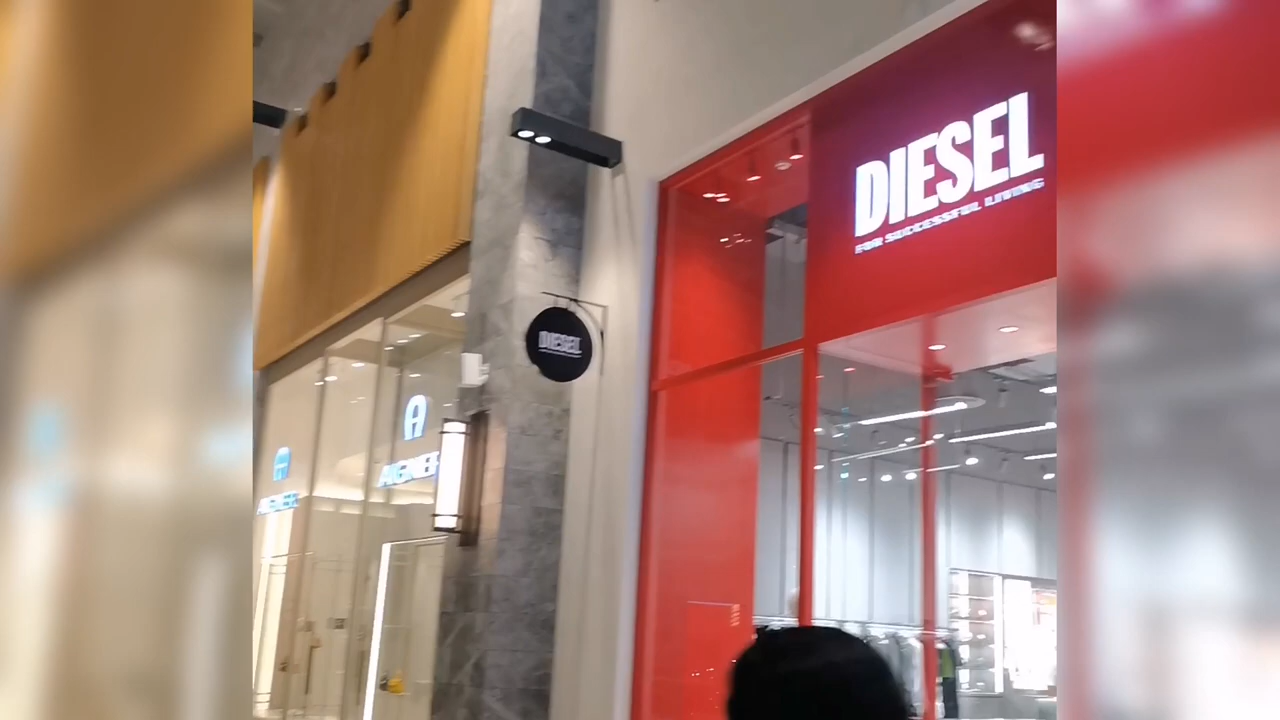 DIESEL
FOR SUCCESSFUL LIVING
DIESEL
AIGNER
AIGNER